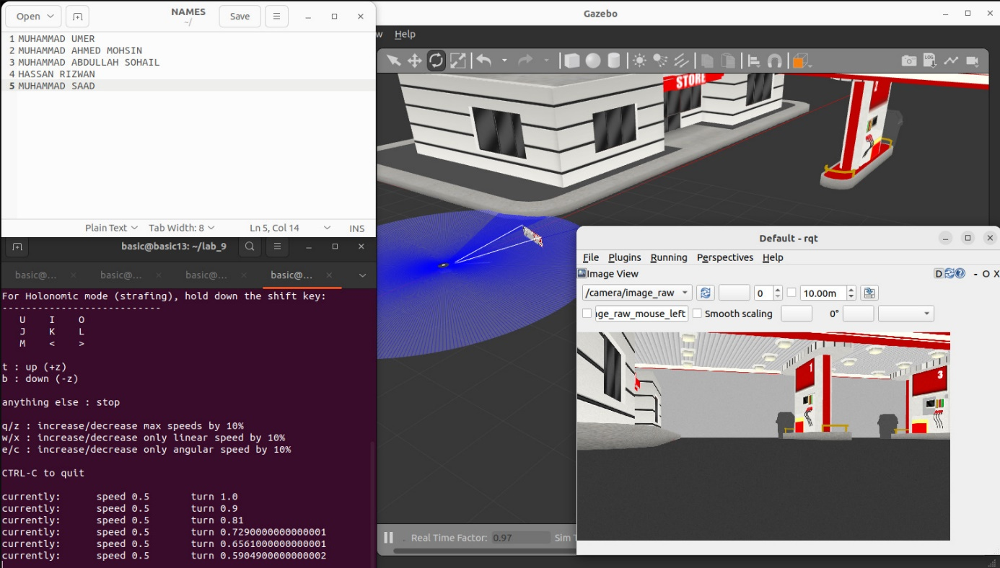 Open
NAMES
~/
Save
1 MUHAMMAD UMER
2 MUHAMMAD AHMED MOHSIN
3 MUHAMMAD ABDULLAH SOHAIL
4 HASSAN RIZWAN
5 MUHAMMAD SAAD
Plain Text Tab Width: 8 Ln 5, Col 14 INS
basic@basic13: ~/lab_9
basic@... basic@... basic@... basic@...
For Holonomic mode (strafing), hold down the shift key:
---------------------------
U I O
J K L
M < >
t : up (+z)
b : down (-z)
anything else : stop
q/z : increase/decrease max speeds by 10%
w/x : increase/decrease only linear speed by 10%
e/c : increase/decrease only angular speed by 10%
CTRL-C to quit
currently: speed 0.5 turn 1.0
currently: speed 0.5 turn 0.9
currently: speed 0.5 turn 0.81
currently: speed 0.5 turn 0.7290000000000001
currently: speed 0.5 turn 0.6561000000000001
currently: speed 0.5 turn 0.5904900000000002
Gazebo
w Help
LOG
STORE
Real Time Factor: 0.97 Sim T
Default - rqt
File Plugins Running Perspectives Help
Image View D - O X
/camera/image_raw 0 10.00m
ge_raw_mouse_left Smooth scaling 0°
1
3